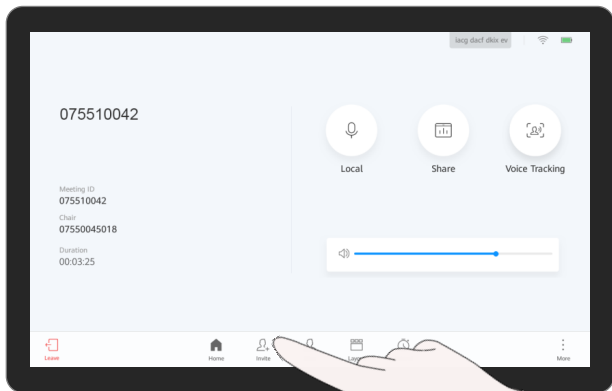 iacg dacf dkix ev
075510042
Local
Share
Voice Tracking
Meeting ID
075510042
Chair
07550045018
Duration
00:03:25
Leave
Home
Invite
More